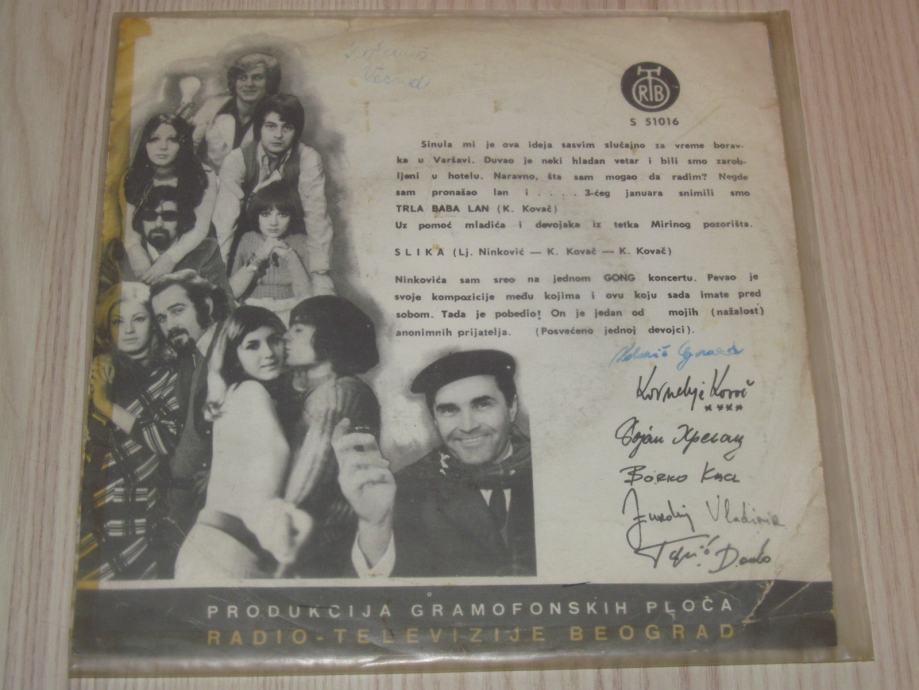 RTB
S 51016
Sinula mi je ova ideja sasvim slučajno za vreme borav-
ka u Varšavi. Duvao je neki hladan vetar i bili smo zarob-
ljeni u hotelu. Naravno, šta sam mogao da radim? Negde
sam pronašao lan i . . . . 3-ćeg januara snimili smo
TRLA BABA LAN (K. Kovač)
Uz pomoć mladića i devojaka iz tetka Mirinog pozorišta.
SLIKA (Lj. Ninković — K. Kovač — K. Kovač)
Ninkovića sam sreo na jednom GONG koncertu. Pevao je
svoje kompozicije među kojima i ovu koju sada imate pred
sobom. Tada je pobedio! On je jedan od mojih (nažalost)
anonimnih prijatelja. (Posvećeno jednoj devojci).
Kornelije Kovač
Бојан Хрељац
Borko Kacl
Vladimir
PRODUKCIJA GRAMOFONSKIH PLOČA
RADIO-TELEVIZIJE BEOGRAD